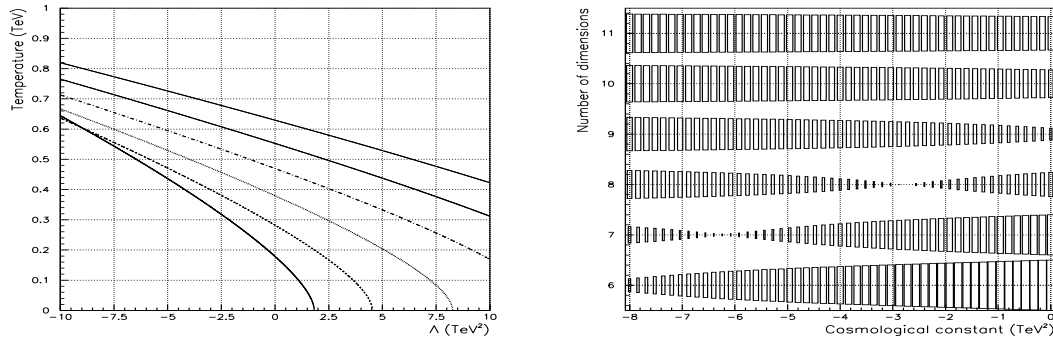 Temperature (TeV)
1
0.9
0.8
0.7
0.6
0.5
0.4
0.3
0.2
0.1
0
-10 -7.5 -5 -2.5 0 2.5 5 7.5 10
Λ (TeV²)
Number of dimensions
11
10
9
8
7
6
-8 -7 -6 -5 -4 -3 -2 -1 0
Cosmological constant (TeV²)